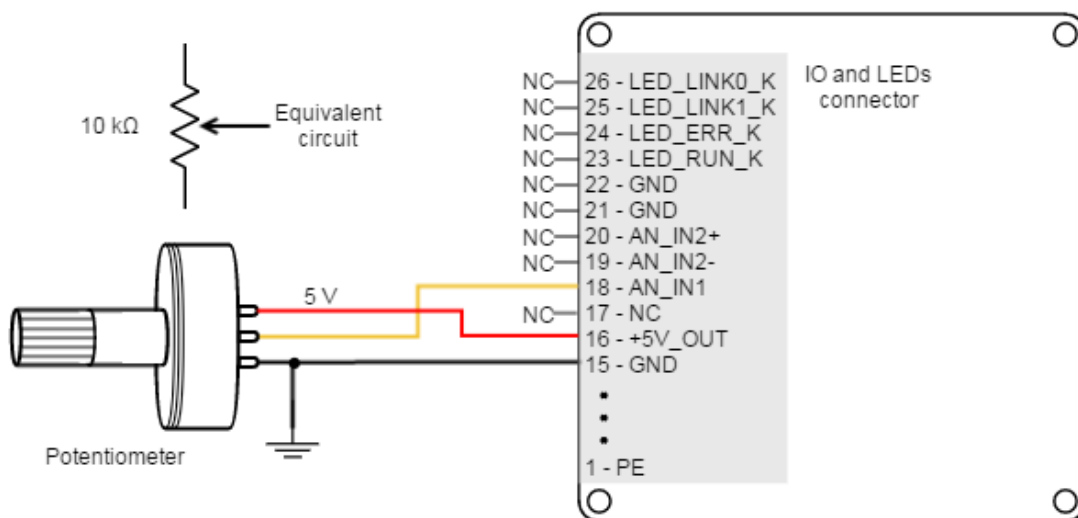 10 kΩ
Equivalent
circuit
IO and LEDs
connector
NC 26 - LED_LINK0_K
NC 25 - LED_LINK1_K
NC 24 - LED_ERR_K
NC 23 - LED_RUN_K
NC 22 - GND
NC 21 - GND
NC 20 - AN_IN2+
NC 19 - AN_IN2-
18 - AN_IN1
5 V
NC 17 - NC
16 - +5V_OUT
15 - GND
1 - PE
Potentiometer